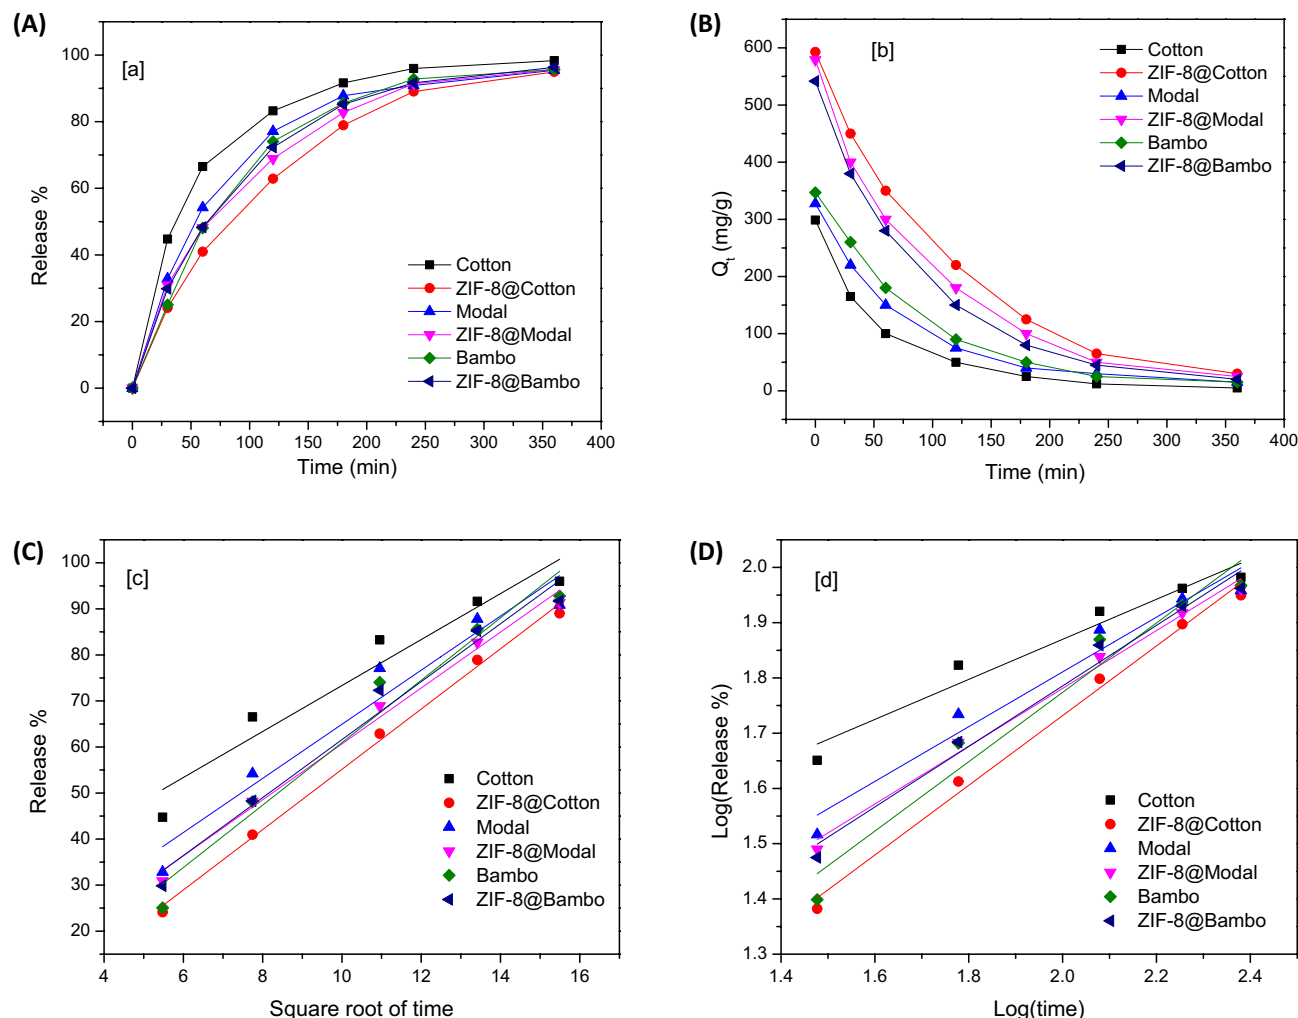 (A)
[a]
Release %
100
80
60
40
20
0
Cotton
ZIF-8@Cotton
Modal
ZIF-8@Modal
Bambo
ZIF-8@Bambo
0 50 100 150 200 250 300 350 400
Time (min)
(B)
[b]
Qt (mg/g)
600
500
400
300
200
100
0
Cotton
ZIF-8@Cotton
Modal
ZIF-8@Modal
Bambo
ZIF-8@Bambo
0 50 100 150 200 250 300 350 400
Time (min)
(C)
[c]
Release %
100
90
80
70
60
50
40
30
20
Cotton
ZIF-8@Cotton
Modal
ZIF-8@Modal
Bambo
ZIF-8@Bambo
4 6 8 10 12 14 16
Square root of time
(D)
[d]
Log(Release %)
2.0
1.9
1.8
1.7
1.6
1.5
1.4
1.3
Cotton
ZIF-8@Cotton
Modal
ZIF-8@Modal
Bambo
ZIF-8@Bambo
1.4 1.6 1.8 2.0 2.2 2.4
Log(time)